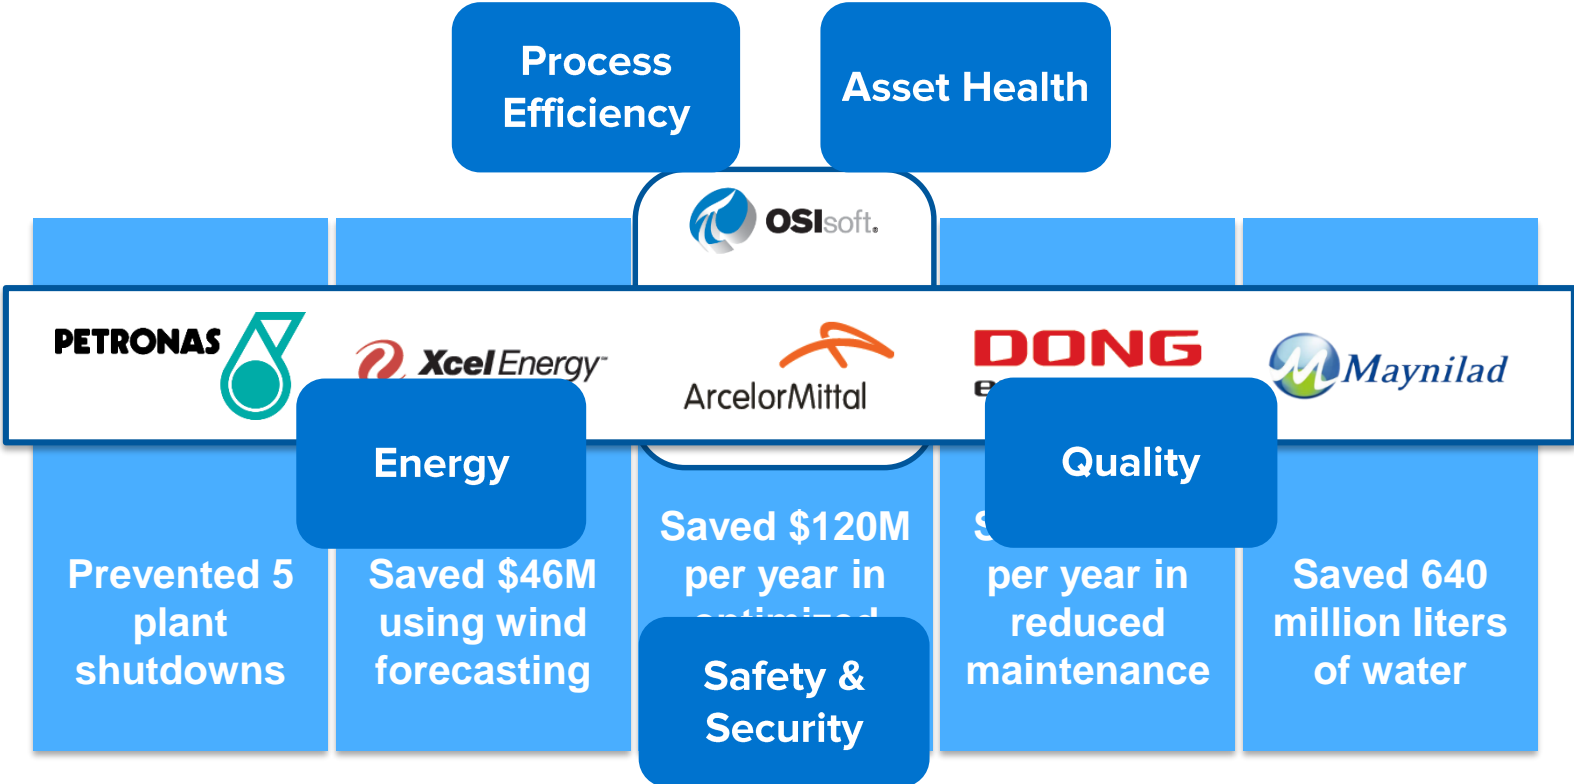 Process
Efficiency
Asset Health
OSIsoft.
PETRONAS
Xcel Energy
ArcelorMittal
DONG
Maynilad
Energy
Quality
Prevented 5
plant
shutdowns
Saved $46M
using wind
forecasting
Saved $120M
per year in
optimized
Safety &
Security
per year in
reduced
maintenance
Saved 640
million liters
of water